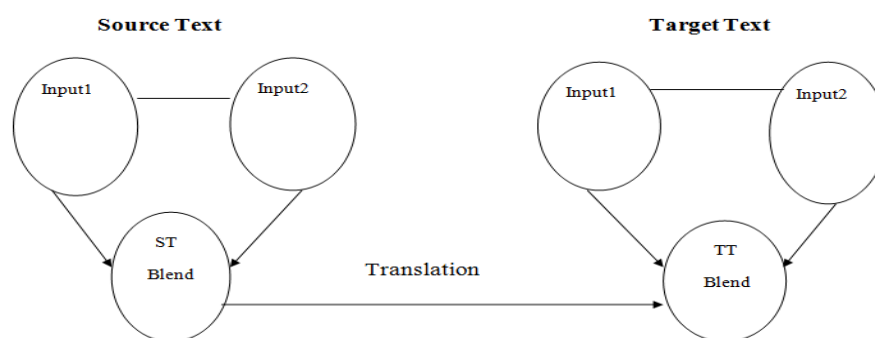 Source Text
Target Text
Input1
Input2
Input1
Input2
ST
Blend
Translation
TT
Blend